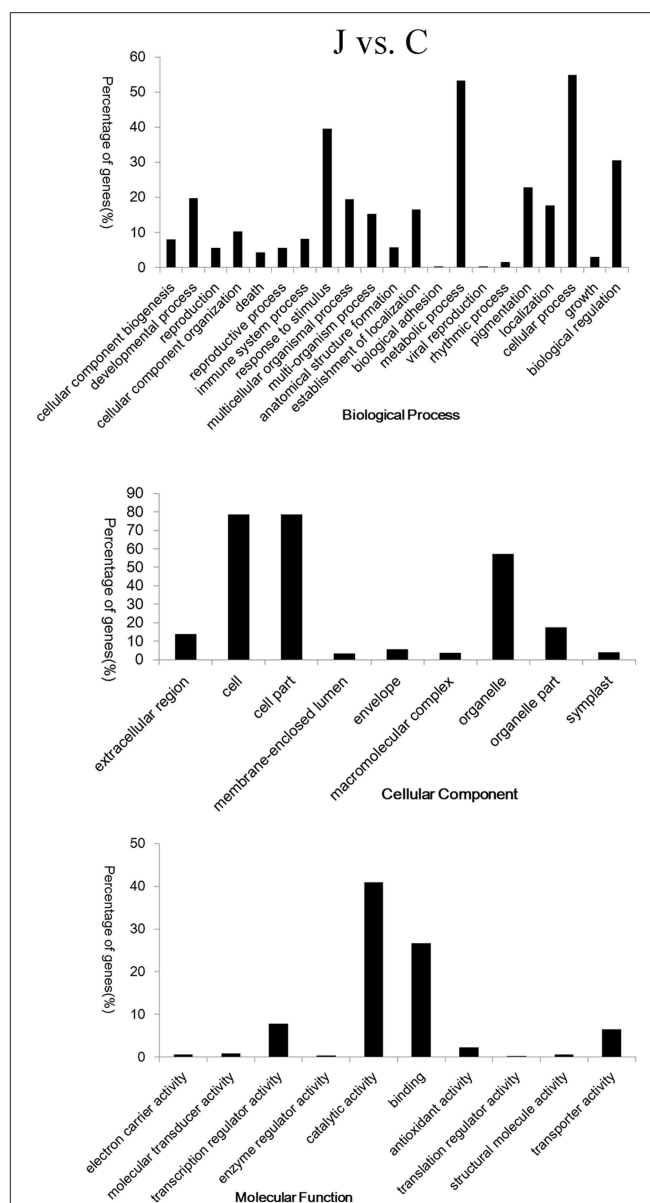 J vs. C
Percentage of genes(%)
60
50
40
30
20
10
0
cellular component biogenesis
developmental process
reproduction
cellular component organization
death
reproductive process
immune system process
response to stimulus
multicellular organismal process
multi-organism process
anatomical structure formation
establishment of localization
biological adhesion
metabolic process
viral reproduction
rhythmic process
pigmentation
localization
cellular process
growth
biological regulation
Biological Process
Percentage of genes(%)
90
80
70
60
50
40
30
20
10
0
extracellular region
cell
cell part
membrane-enclosed lumen
envelope
macromolecular complex
organelle
organelle part
symplast
Cellular Component
Percentage of genes(%)
50
40
30
20
10
0
electron carrier activity
molecular transducer activity
transcription regulator activity
enzyme regulator activity
catalytic activity
binding
antioxidant activity
translation regulator activity
structural molecule activity
transporter activity
Molecular Function